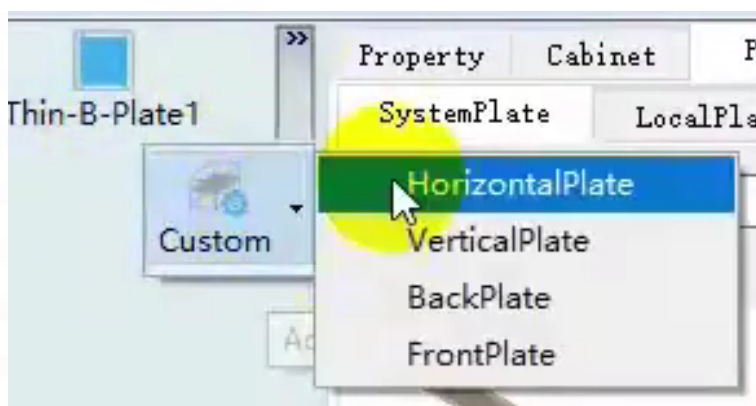 Property Cabinet
Thin-B-Plate1
SystemPlate
HorizontalPlate
Custom
VerticalPlate
BackPlate
FrontPlate